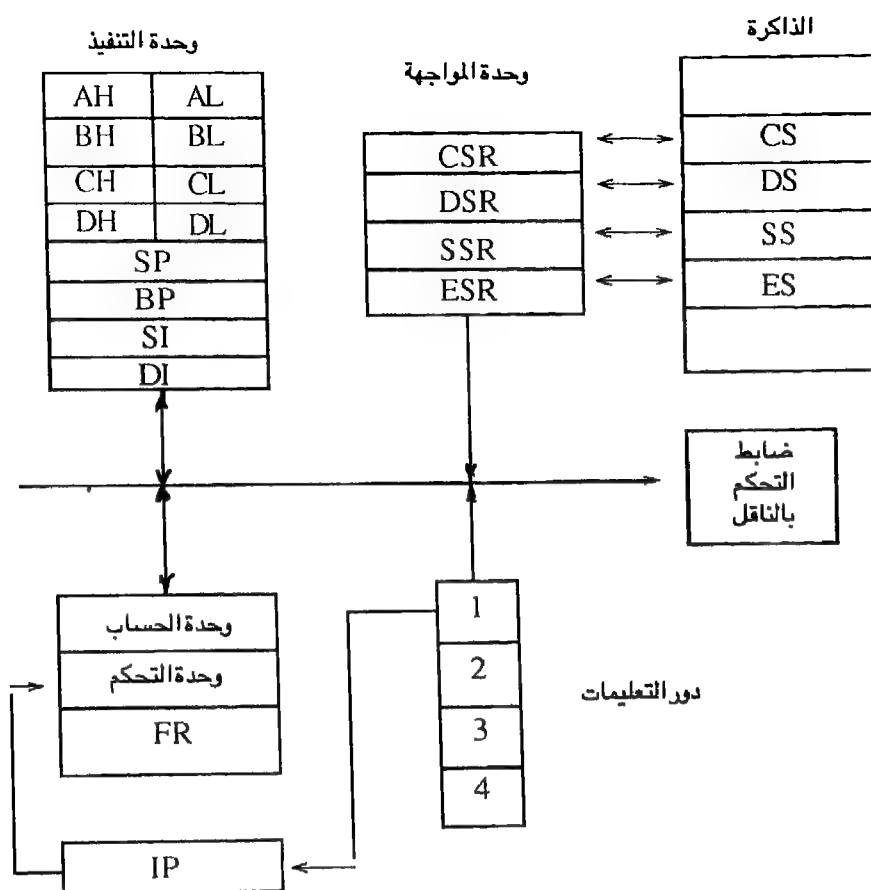 الذاكرة
وحدة التنفيذ
وحدة المواجهة
AH AL
BH BL
CH CL
DH DL
SP
BP
SI
DI
CSR
DSR
SSR
ESR
CS
DS
SS
ES
ضابط
التحكم
بالناقل
وحدة الحساب
وحدة التحكم
FR
IP
1
2
3
4
دور التعليمات